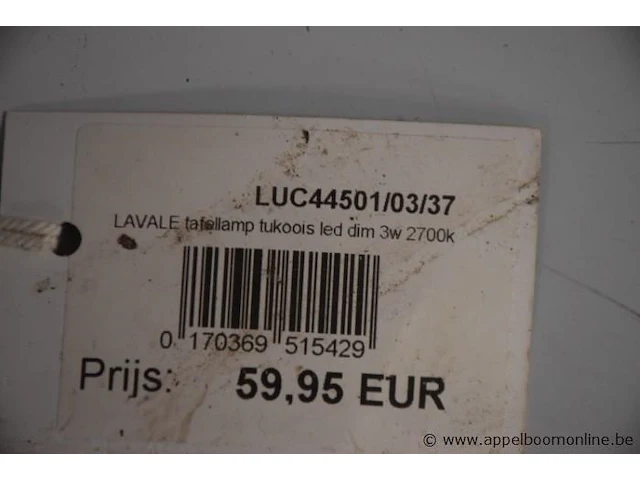 LUC44501/03/37
LAVALE tafellamp tukoois led dim 3w 2700k
0 170369 515429
Prijs: 59,95 EUR
© www.appelboomonline.be